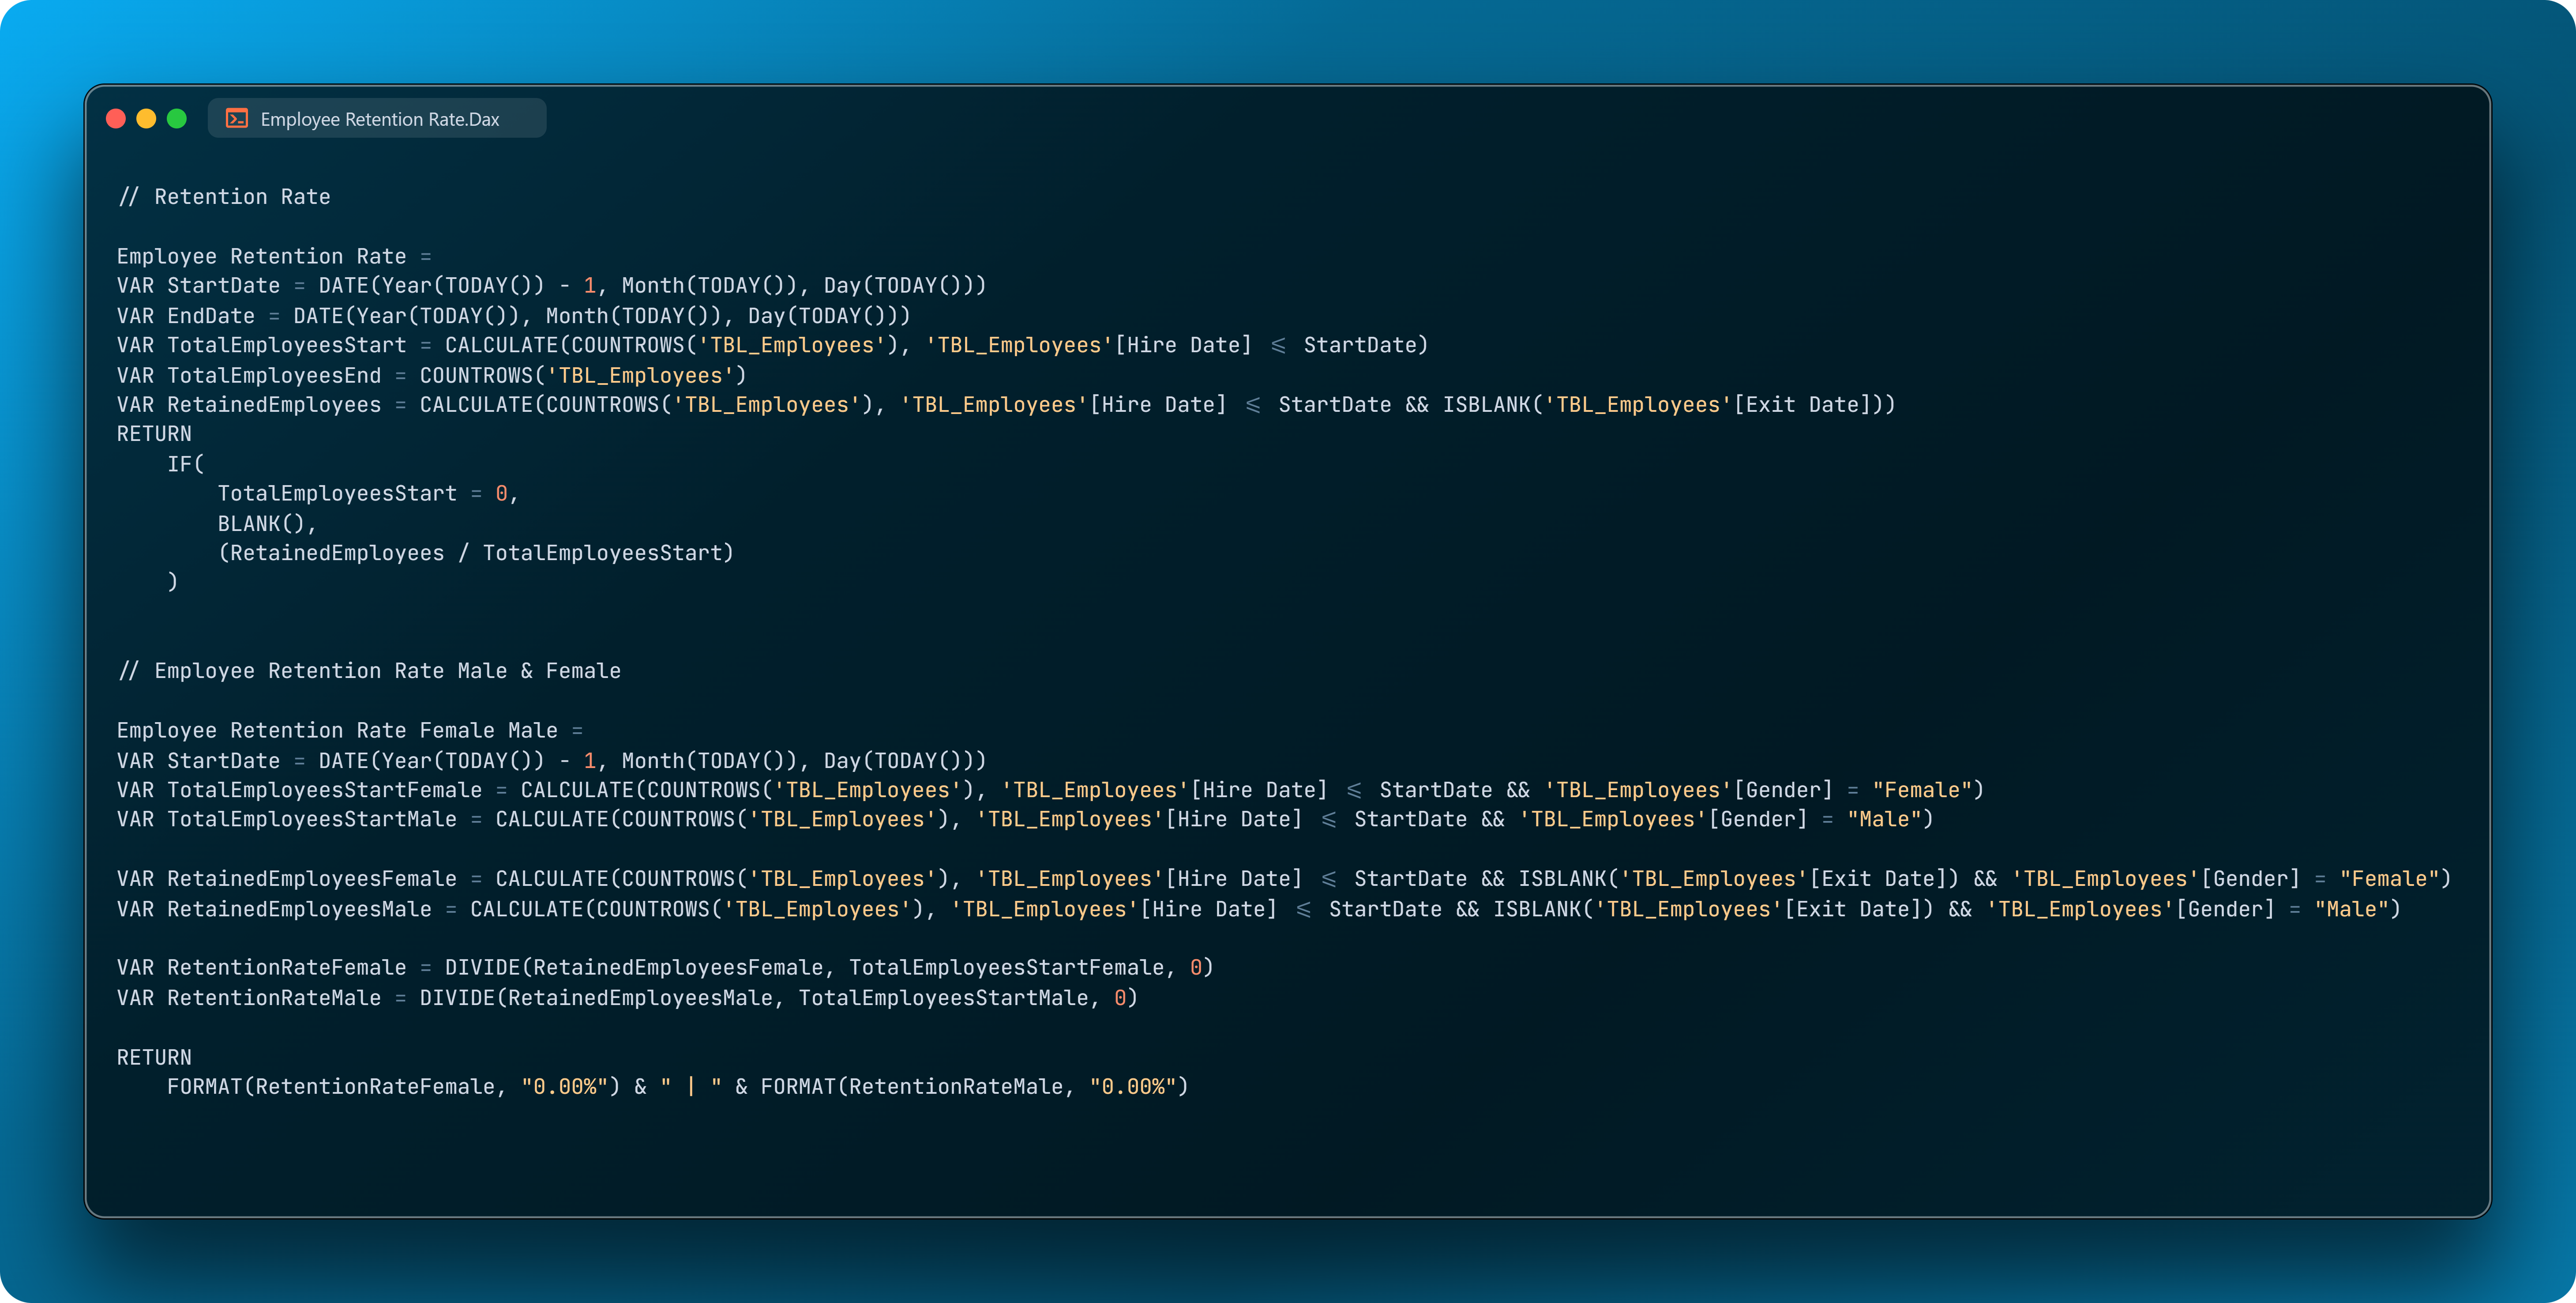 Employee Retention Rate.Dax
// Retention Rate
Employee Retention Rate =
VAR StartDate = DATE(Year(TODAY()) - 1, Month(TODAY()), Day(TODAY()))
VAR EndDate = DATE(Year(TODAY()), Month(TODAY()), Day(TODAY()))
VAR TotalEmployeesStart = CALCULATE(COUNTROWS('TBL_Employees'), 'TBL_Employees'[Hire Date] <= StartDate)
VAR TotalEmployeesEnd = COUNTROWS('TBL_Employees')
VAR RetainedEmployees = CALCULATE(COUNTROWS('TBL_Employees'), 'TBL_Employees'[Hire Date] <= StartDate && ISBLANK('TBL_Employees'[Exit Date]))
RETURN
    IF(
        TotalEmployeesStart = 0,
        BLANK(),
        (RetainedEmployees / TotalEmployeesStart)
    )
// Employee Retention Rate Male & Female
Employee Retention Rate Female Male =
VAR StartDate = DATE(Year(TODAY()) - 1, Month(TODAY()), Day(TODAY()))
VAR TotalEmployeesStartFemale = CALCULATE(COUNTROWS('TBL_Employees'), 'TBL_Employees'[Hire Date] <= StartDate && 'TBL_Employees'[Gender] = "Female")
VAR TotalEmployeesStartMale = CALCULATE(COUNTROWS('TBL_Employees'), 'TBL_Employees'[Hire Date] <= StartDate && 'TBL_Employees'[Gender] = "Male")
VAR RetainedEmployeesFemale = CALCULATE(COUNTROWS('TBL_Employees'), 'TBL_Employees'[Hire Date] <= StartDate && ISBLANK('TBL_Employees'[Exit Date]) && 'TBL_Employees'[Gender] = "Female")
VAR RetainedEmployeesMale = CALCULATE(COUNTROWS('TBL_Employees'), 'TBL_Employees'[Hire Date] <= StartDate && ISBLANK('TBL_Employees'[Exit Date]) && 'TBL_Employees'[Gender] = "Male")
VAR RetentionRateFemale = DIVIDE(RetainedEmployeesFemale, TotalEmployeesStartFemale, 0)
VAR RetentionRateMale = DIVIDE(RetainedEmployeesMale, TotalEmployeesStartMale, 0)
RETURN
    FORMAT(RetentionRateFemale, "0.00%") & " | " & FORMAT(RetentionRateMale, "0.00%")